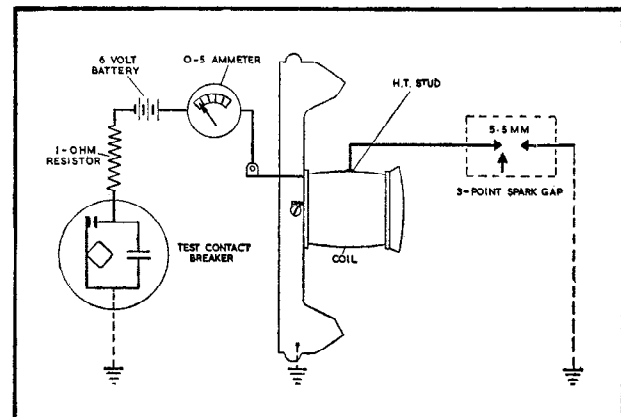 6 VOLT
BATTERY
0-5 AMMETER
H.T. STUD
1-OHM
RESISTOR
5·5 MM
3-POINT SPARK GAP
TEST CONTACT
BREAKER
COIL